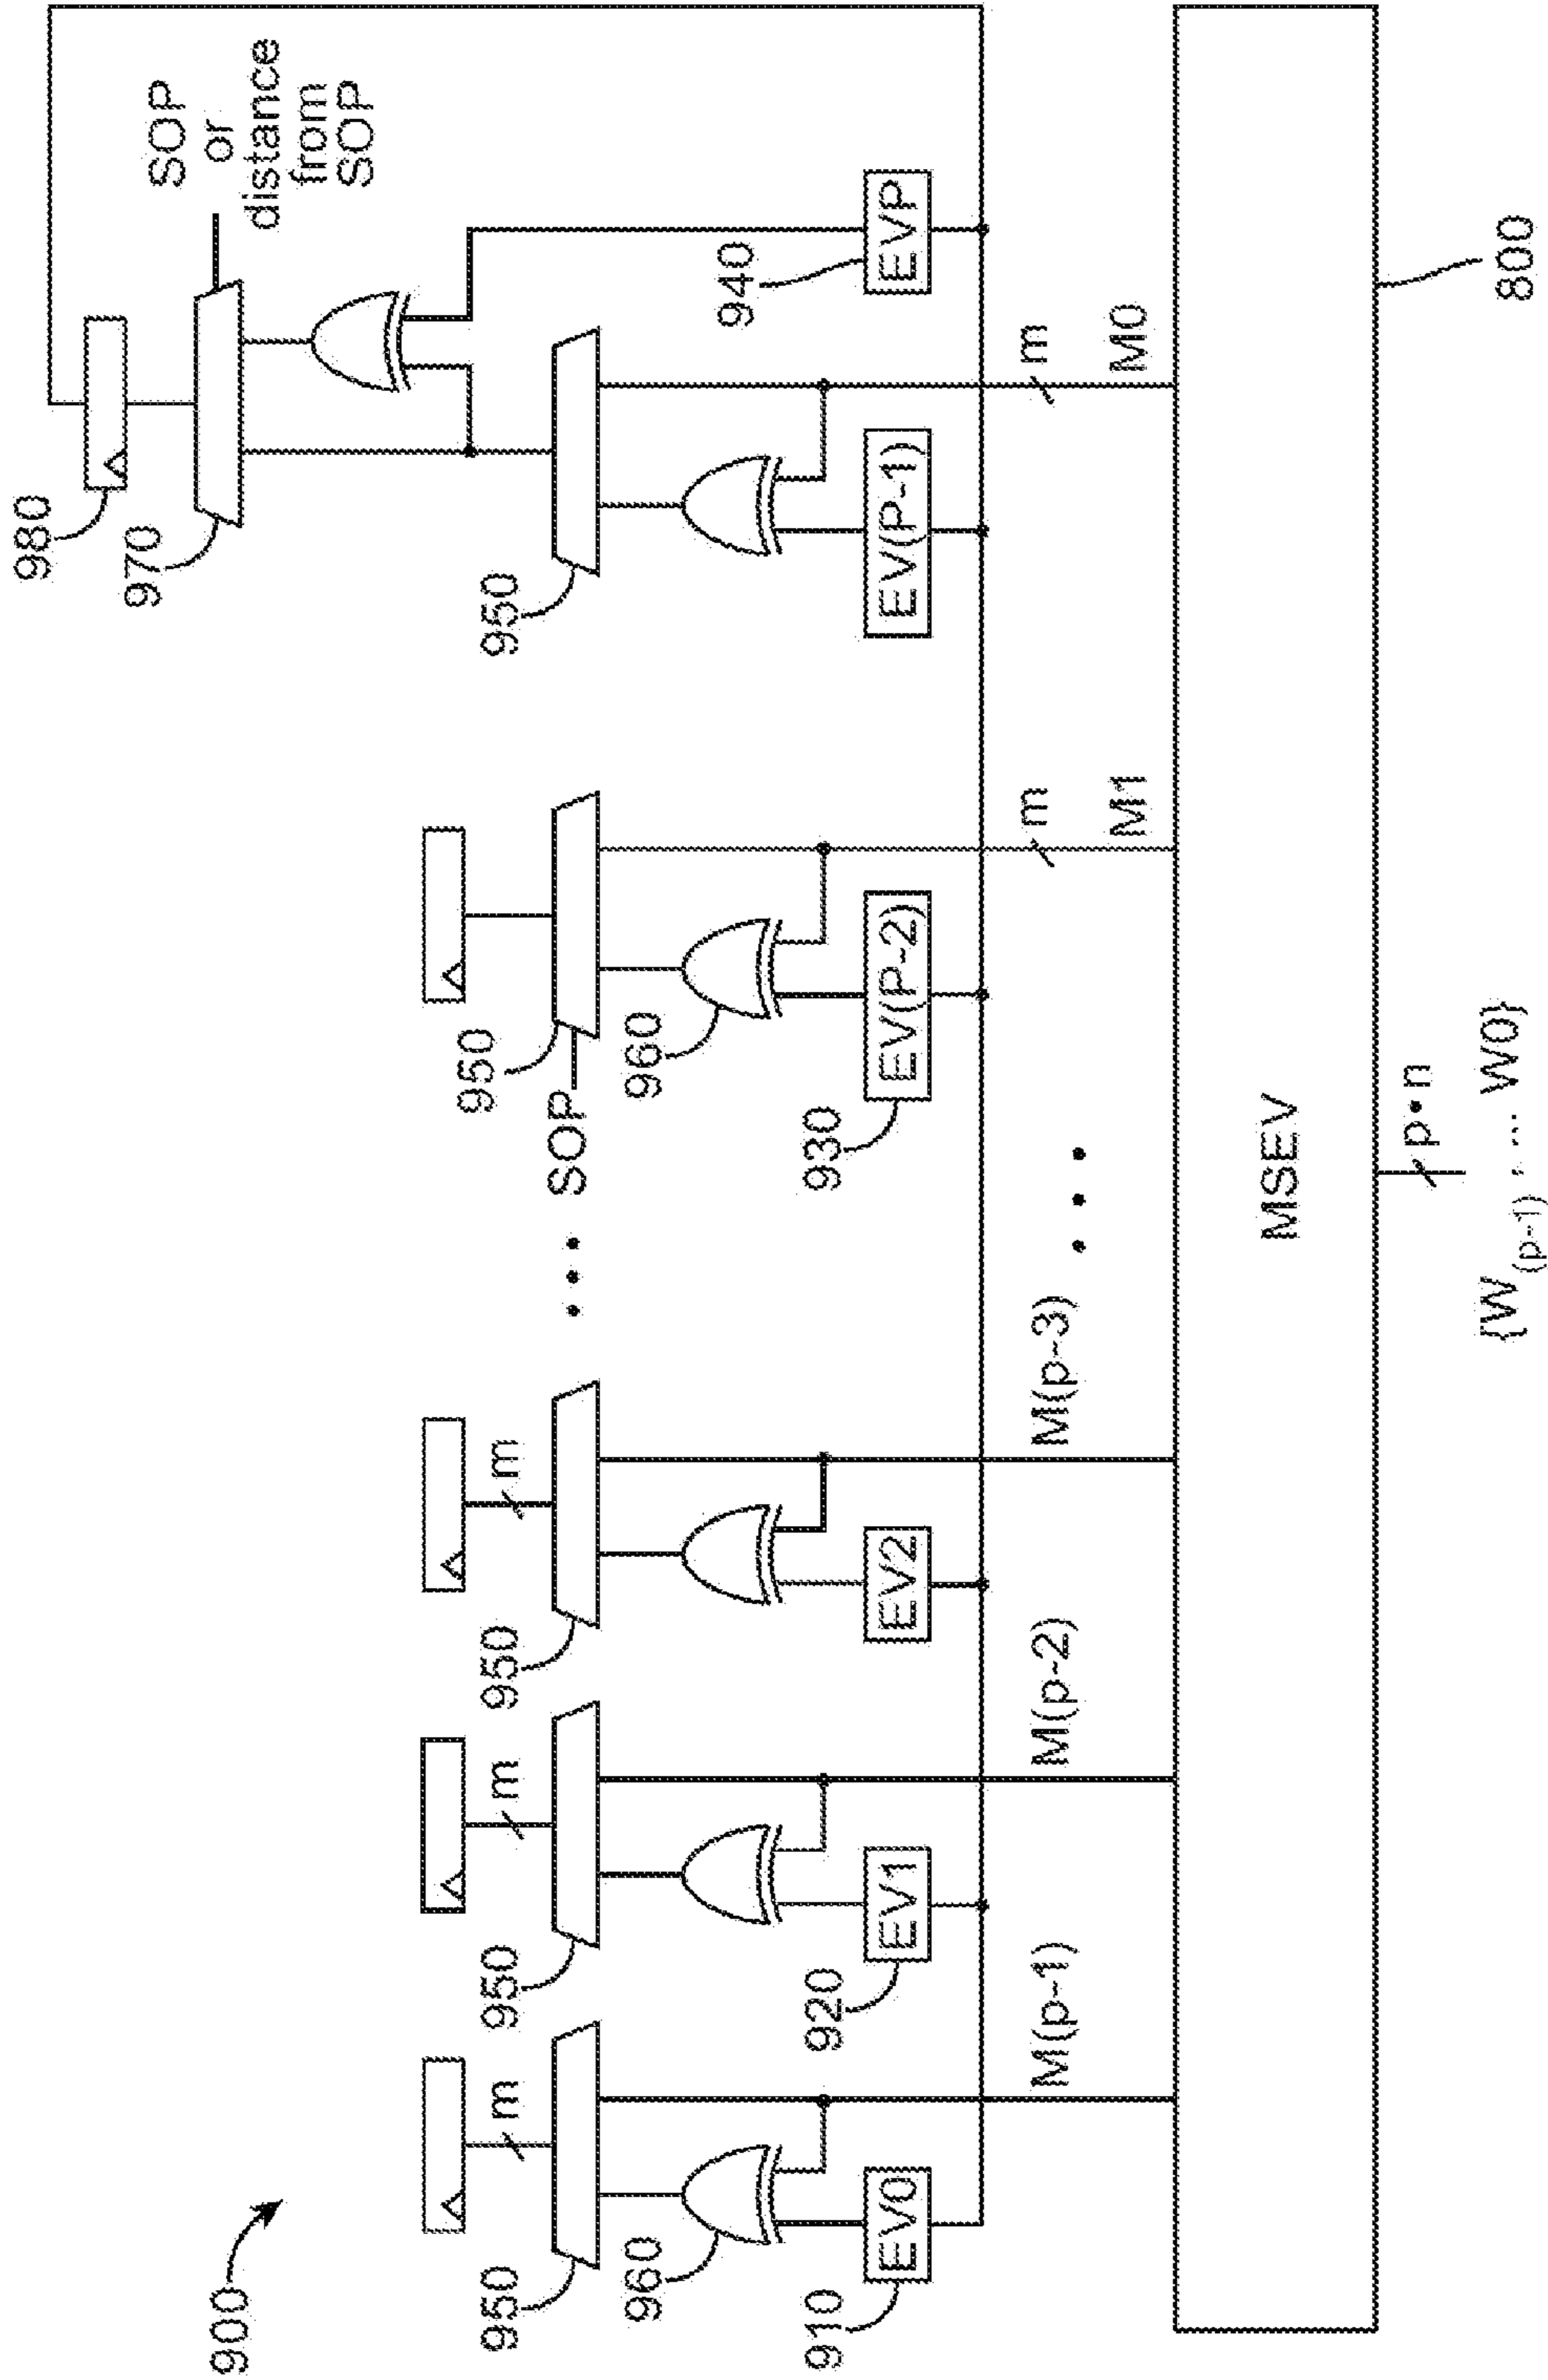 900
980
970
SOP
or
distance
from
SOP
m
m
m
950
950
950
950
950
SOP
960
960
910
EV0
920
EV1
EV2
930
EV(P-2)
EV(P-1)
940
EVP
M(p-1)
M(p-2)
M(p-3)
m
M1
m
M0
MSEV
800
p•n
{W(p-1) , ... W0}